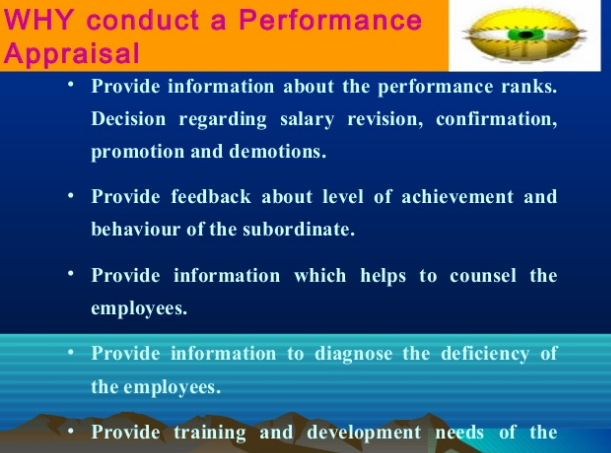 WHY conduct a Performance
Appraisal
• Provide information about the performance ranks.
Decision regarding salary revision, confirmation,
promotion and demotions.
• Provide feedback about level of achievement and
behaviour of the subordinate.
• Provide information which helps to counsel the
employees.
• Provide information to diagnose the deficiency of
the employees.
• Provide training and development needs of the